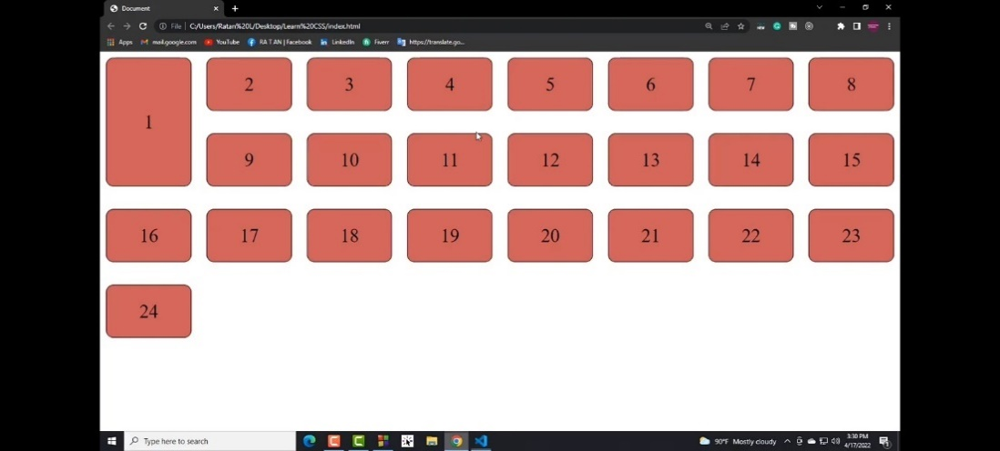 Document
File | C:/Users/Ratan%20L/Desktop/Learn%20CSS/index.html
Apps mail.google.com YouTube RA T AN | Facebook LinkedIn Fiverr https://translate.go...
1 2 3 4 5 6 7 8
9 10 11 12 13 14 15
16 17 18 19 20 21 22 23
24
Type here to search
90°F Mostly cloudy
3:30 PM
4/17/2022